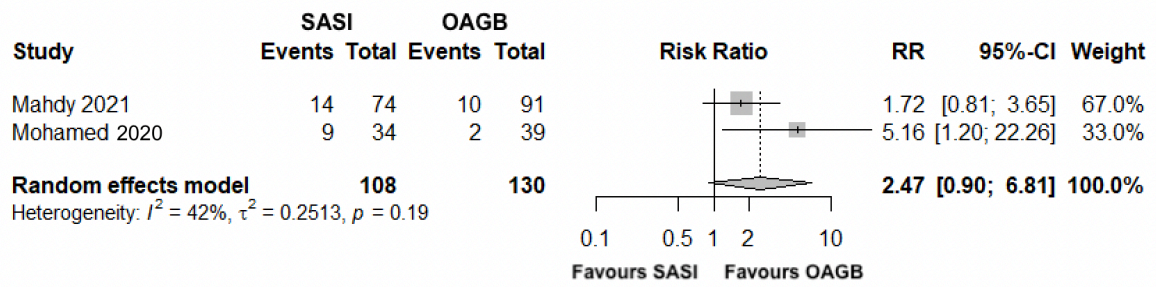 SASI OAGB
Study Events Total Events Total Risk Ratio RR 95%-CI Weight
Mahdy 2021 14 74 10 91 1.72 [0.81; 3.65] 67.0%
Mohamed 2020 9 34 2 39 5.16 [1.20; 22.26] 33.0%
Random effects model 108 130 2.47 [0.90; 6.81] 100.0%
Heterogeneity: I² = 42%, τ² = 0.2513, p = 0.19
0.1 0.5 1 2 10
Favours SASI Favours OAGB